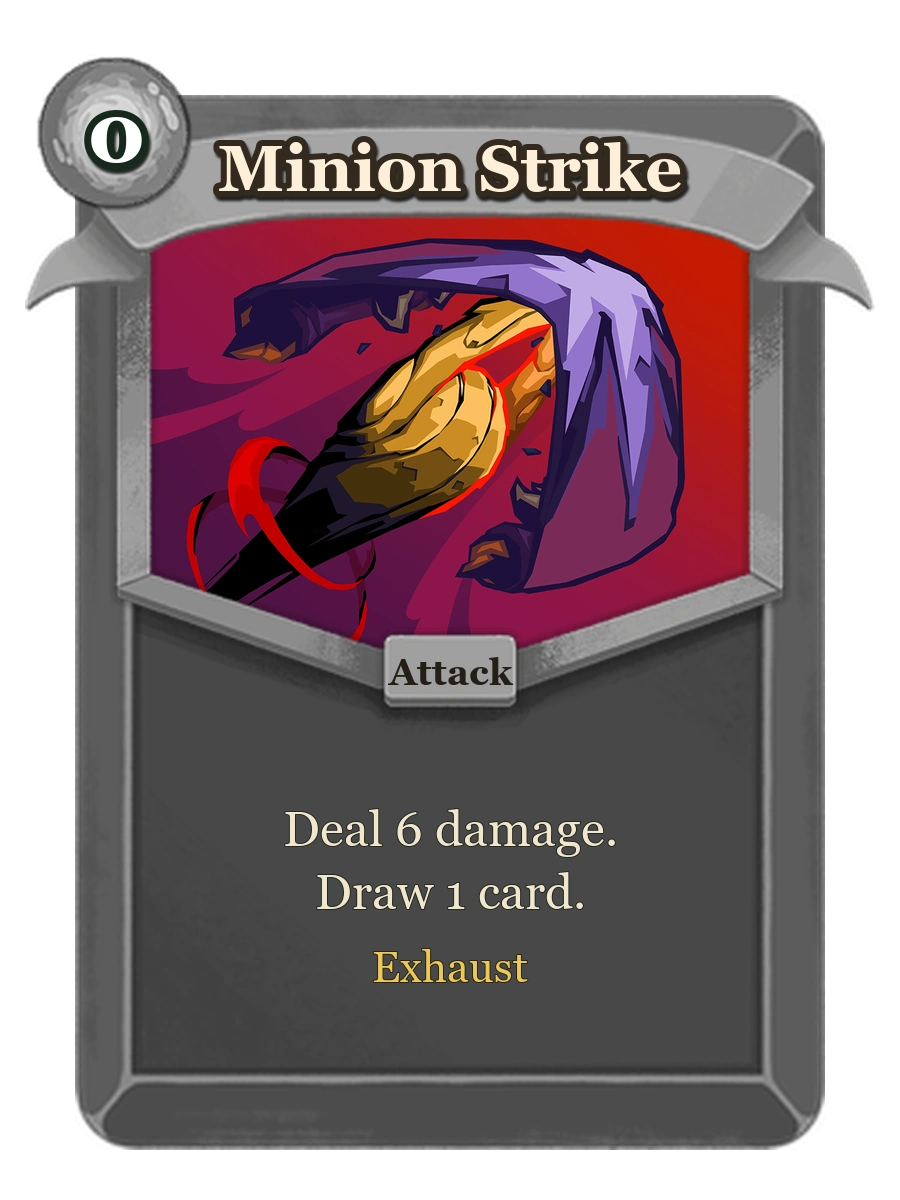 0
Minion Strike
Attack
Deal 6 damage.
Draw 1 card.
Exhaust